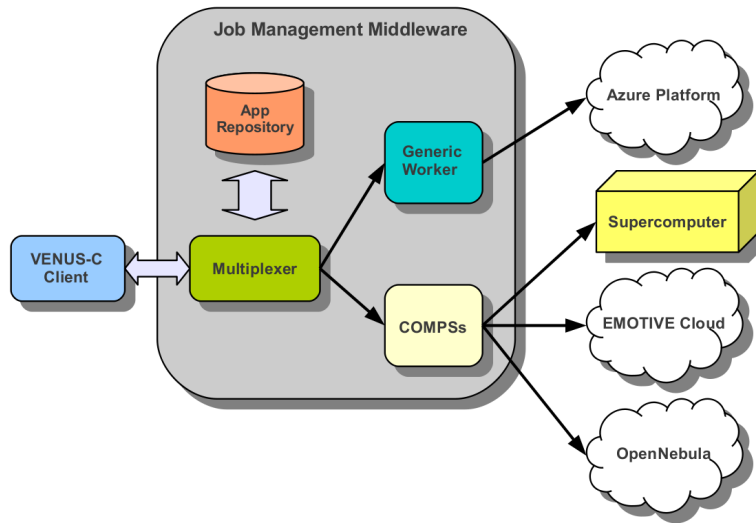 Job Management Middleware
App
Repository
Azure Platform
Generic
Worker
Supercomputer
VENUS-C
Client
Multiplexer
COMPSs
EMOTIVE Cloud
OpenNebula